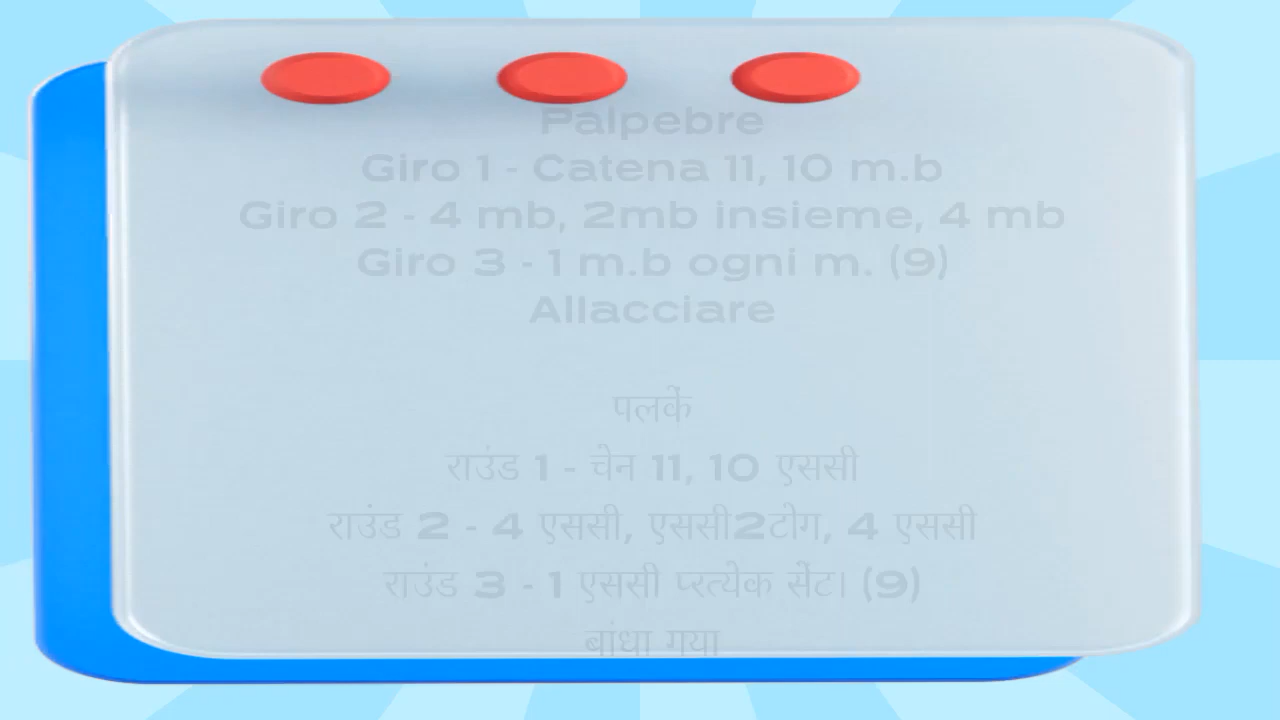 Palpebre
Giro 1 - Catena 11, 10 m.b
Giro 2 - 4 mb, 2mb insieme, 4 mb
Giro 3 - 1 m.b ogni m. (9)
Allacciare
पलकें
राउंड 1 - चेन 11, 10 एससी
राउंड 2 - 4 एससी, एससी2टोग, 4 एससी
राउंड 3 - 1 एससी प्रत्येक सेंट। (9)
बांधा गया